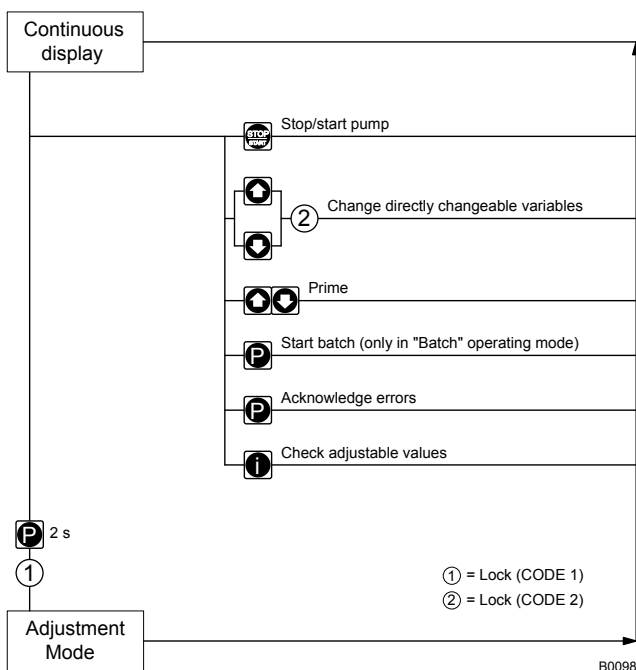 Continuous
display
STOP
START
Stop/start pump
2
Change directly changeable variables
Prime
P
Start batch (only in "Batch" operating mode)
P
Acknowledge errors
i
Check adjustable values
P
2 s
1
1 = Lock (CODE 1)
2 = Lock (CODE 2)
Adjustment
Mode
B0098